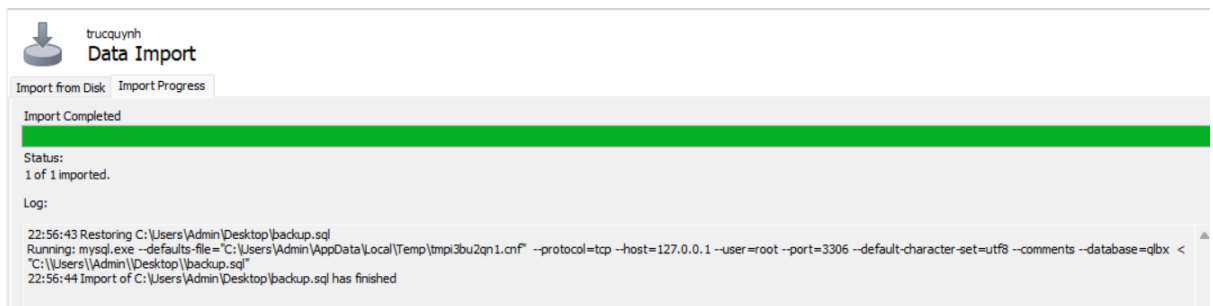 trucquynh
Data Import
Import from Disk Import Progress
Import Completed
Status:
1 of 1 imported.
Log:
22:56:43 Restoring C:\Users\Admin\Desktop\backup.sql
Running: mysql.exe --defaults-file="C:\Users\Admin\AppData\Local\Temp\tmpi3bu2qn1.cnf"  --protocol=tcp --host=127.0.0.1 --user=root --port=3306 --default-character-set=utf8 --comments --database=qlbx  <
"C:\\Users\\Admin\\Desktop\\backup.sql"
22:56:44 Import of C:\Users\Admin\Desktop\backup.sql has finished